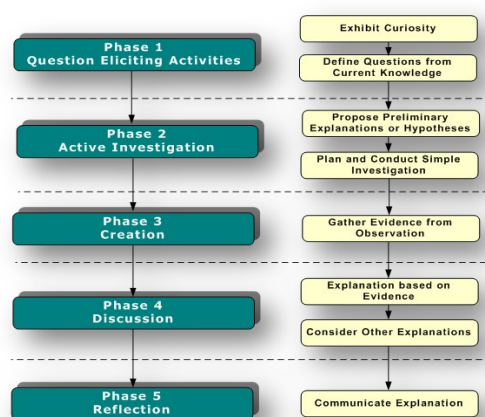 Phase 1
Question Eliciting Activities
Exhibit Curiosity
Define Questions from
Current Knowledge
Phase 2
Active Investigation
Propose Preliminary
Explanations or Hypotheses
Plan and Conduct Simple
Investigation
Phase 3
Creation
Gather Evidence from
Observation
Phase 4
Discussion
Explanation based on
Evidence
Consider Other Explanations
Phase 5
Reflection
Communicate Explanation